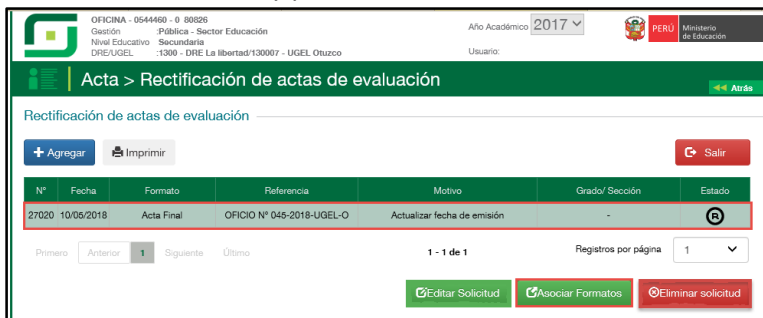 OFICINA - 0544460 - 0 80826
Gestión :Pública - Sector Educación
Nivel Educativo Secundaria
DRE/UGEL :1300 - DRE La libertad/130007 - UGEL Otuzco
Año Académico 2017
Usuario:
PERÚ Ministerio de Educación
Acta > Rectificación de actas de evaluación
Atrás
Rectificación de actas de evaluación
Agregar Imprimir Salir
N° Fecha Formato Referencia Motivo Grado/ Sección Estado
27020 10/05/2018 Acta Final OFICIO N° 045-2018-UGEL-O Actualizar fecha de emisión - R
Primero Anterior 1 Siguiente Último 1 - 1 de 1 Registros por página 1
Editar Solicitud Asociar Formatos Eliminar solicitud